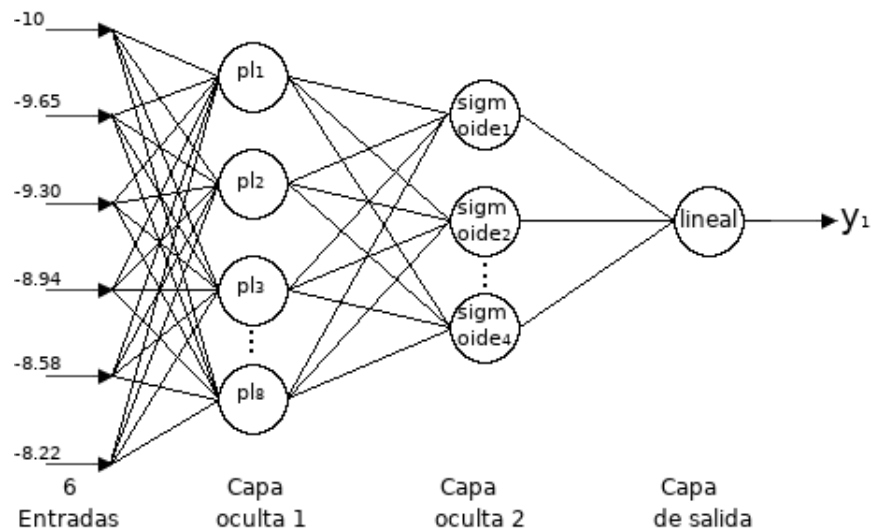 -10
-9.65
-9.30
-8.94
-8.58
-8.22
pl₁
pl₂
pl₃
pl₈
sigm
oide₁
sigm
oide₂
sigm
oide₄
lineal
y₁
6
Entradas
Capa
oculta 1
Capa
oculta 2
Capa
de salida